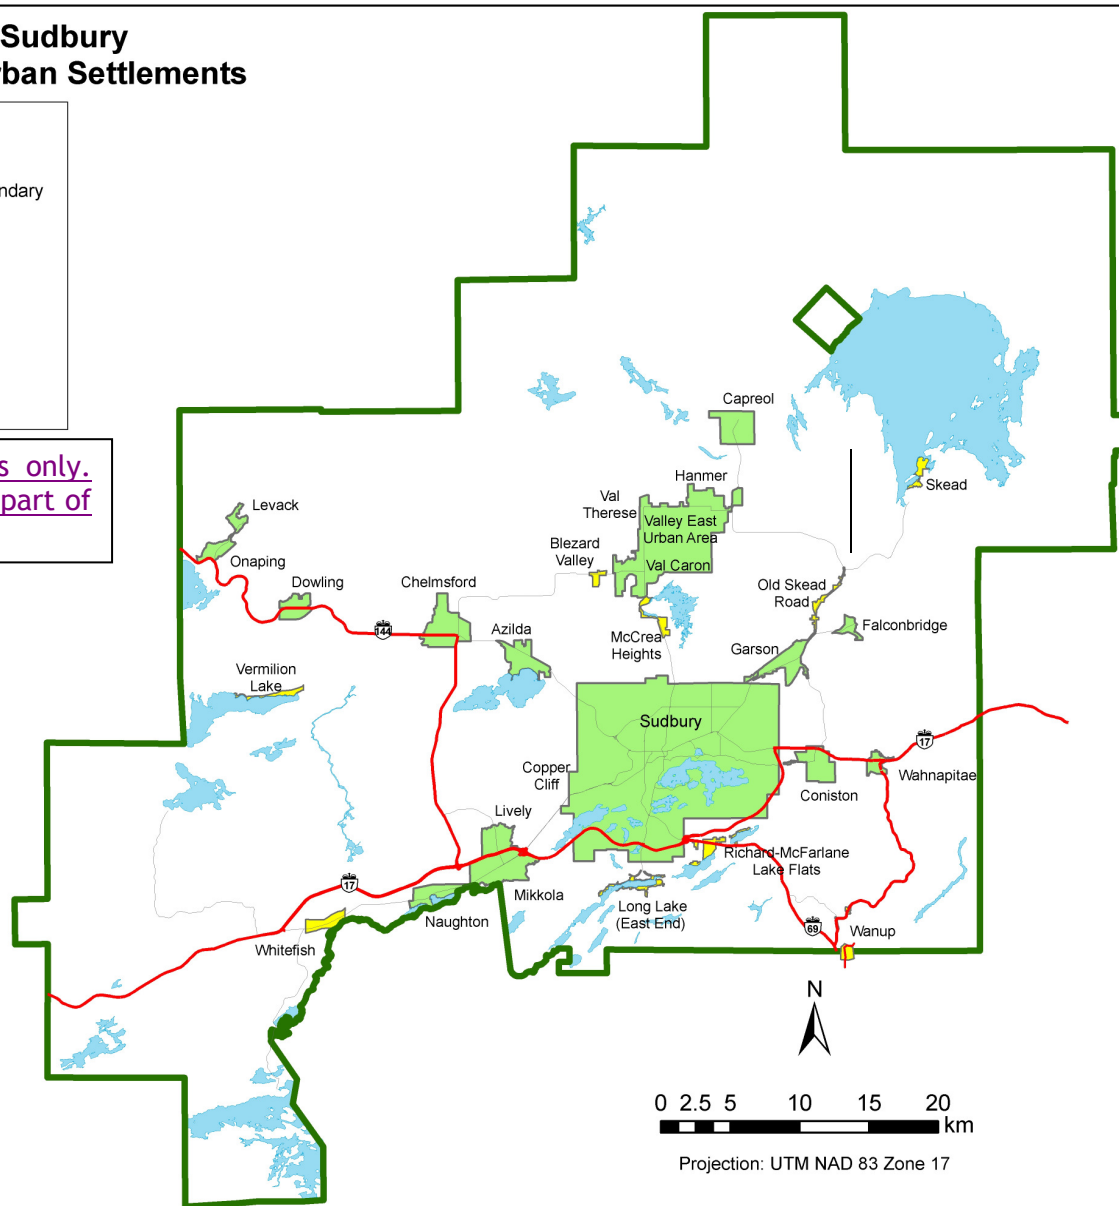 Sudbury
rban Settlements
ndary
s only.
part of
Capreol
Hanmer
Skead
Val
Therese
Valley East
Urban Area
Levack
Blezard
Valley
Val Caron
Onaping
Dowling
Chelmsford
Old Skead
Road
144
Azilda
McCrea
Heights
Falconbridge
Garson
Vermilion
Lake
Sudbury
17
Copper
Cliff
Wahnapitae
Coniston
Lively
Richard-McFarlane
Lake Flats
17
Mikkola
Long Lake
(East End)
Naughton
69
Wanup
Whitefish
N
0 2.5 5 10 15 20
km
Projection: UTM NAD 83 Zone 17